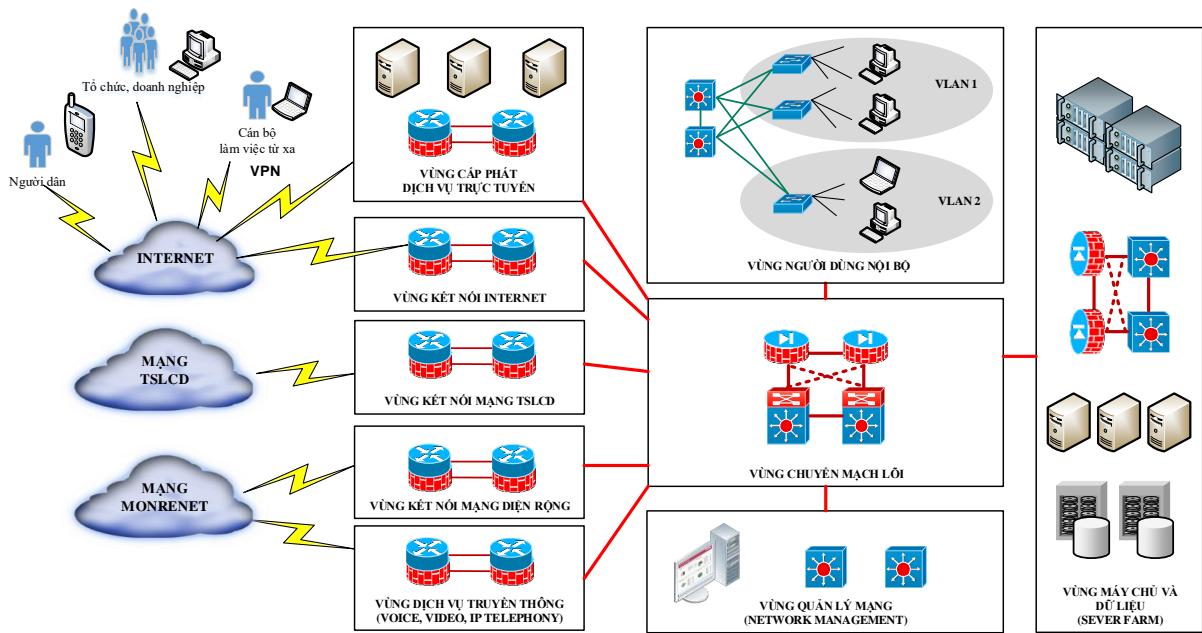 Tổ chức, doanh nghiệp
Cán bộ
làm việc từ xa
VPN
Người dân
INTERNET
MẠNG
TSLCD
MẠNG
MONRENET
VÙNG CÁP PHÁT
DỊCH VỤ TRỰC TUYẾN
VÙNG KẾT NỐI INTERNET
VÙNG KẾT NỐI MẠNG TSLCD
VÙNG KẾT NỐI MẠNG DIỆN RỘNG
VÙNG DỊCH VỤ TRUYỀN THÔNG
(VOICE, VIDEO, IP TELEPHONY)
VLAN 1
VLAN 2
VÙNG NGƯỜI DÙNG NỘI BỘ
VÙNG CHUYỂN MẠCH LÕI
VÙNG QUẢN LÝ MẠNG
(NETWORK MANAGEMENT)
VÙNG MÁY CHỦ VÀ
DỮ LIỆU
(SEVER FARM)